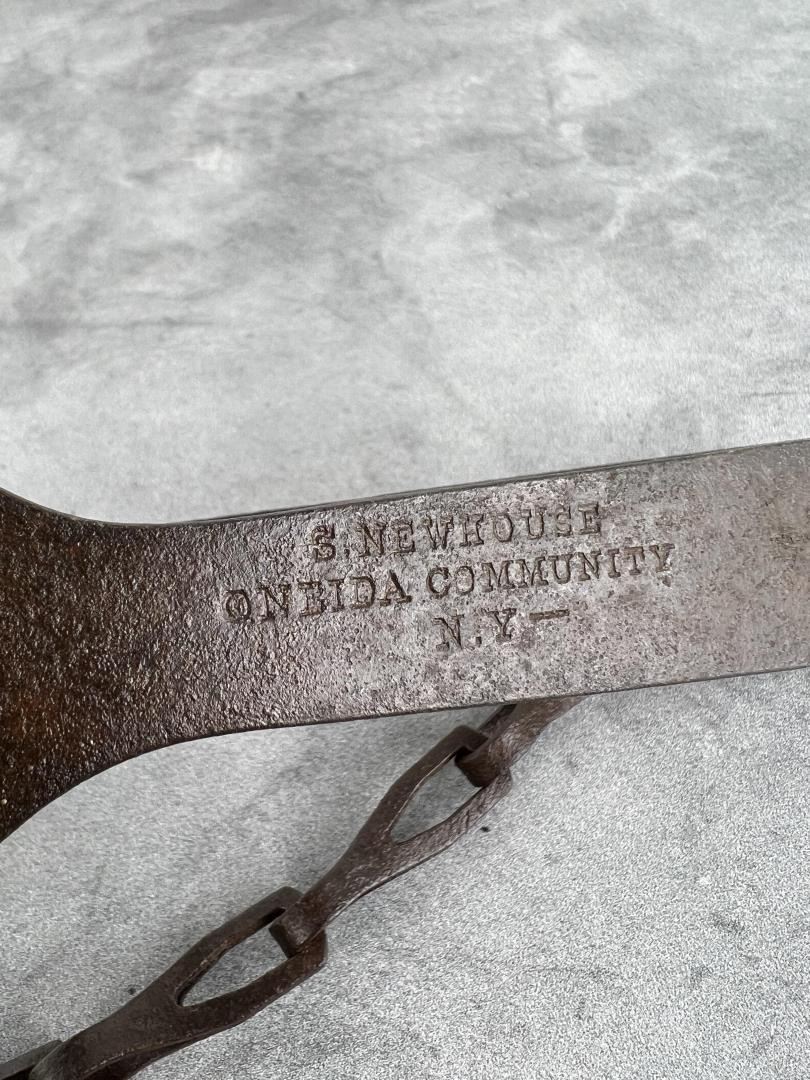 S. NEWHOUSE
ONEIDA COMMUNITY
N.Y —